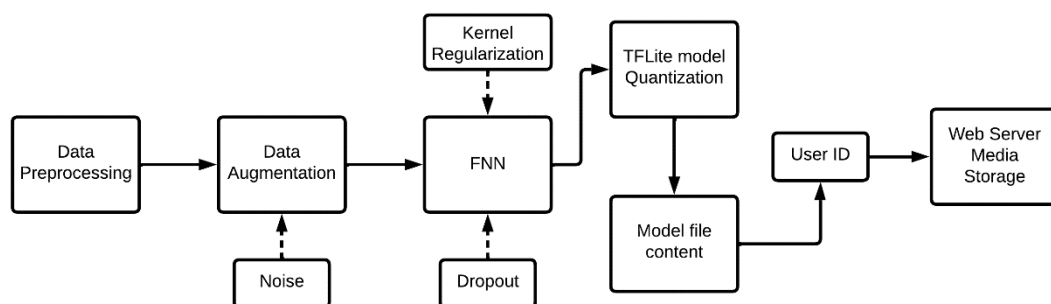 Kernel
Regularization
TFLite model
Quantization
Data
Preprocessing
Data
Augmentation
FNN
User ID
Web Server
Media
Storage
Model file
content
Noise
Dropout